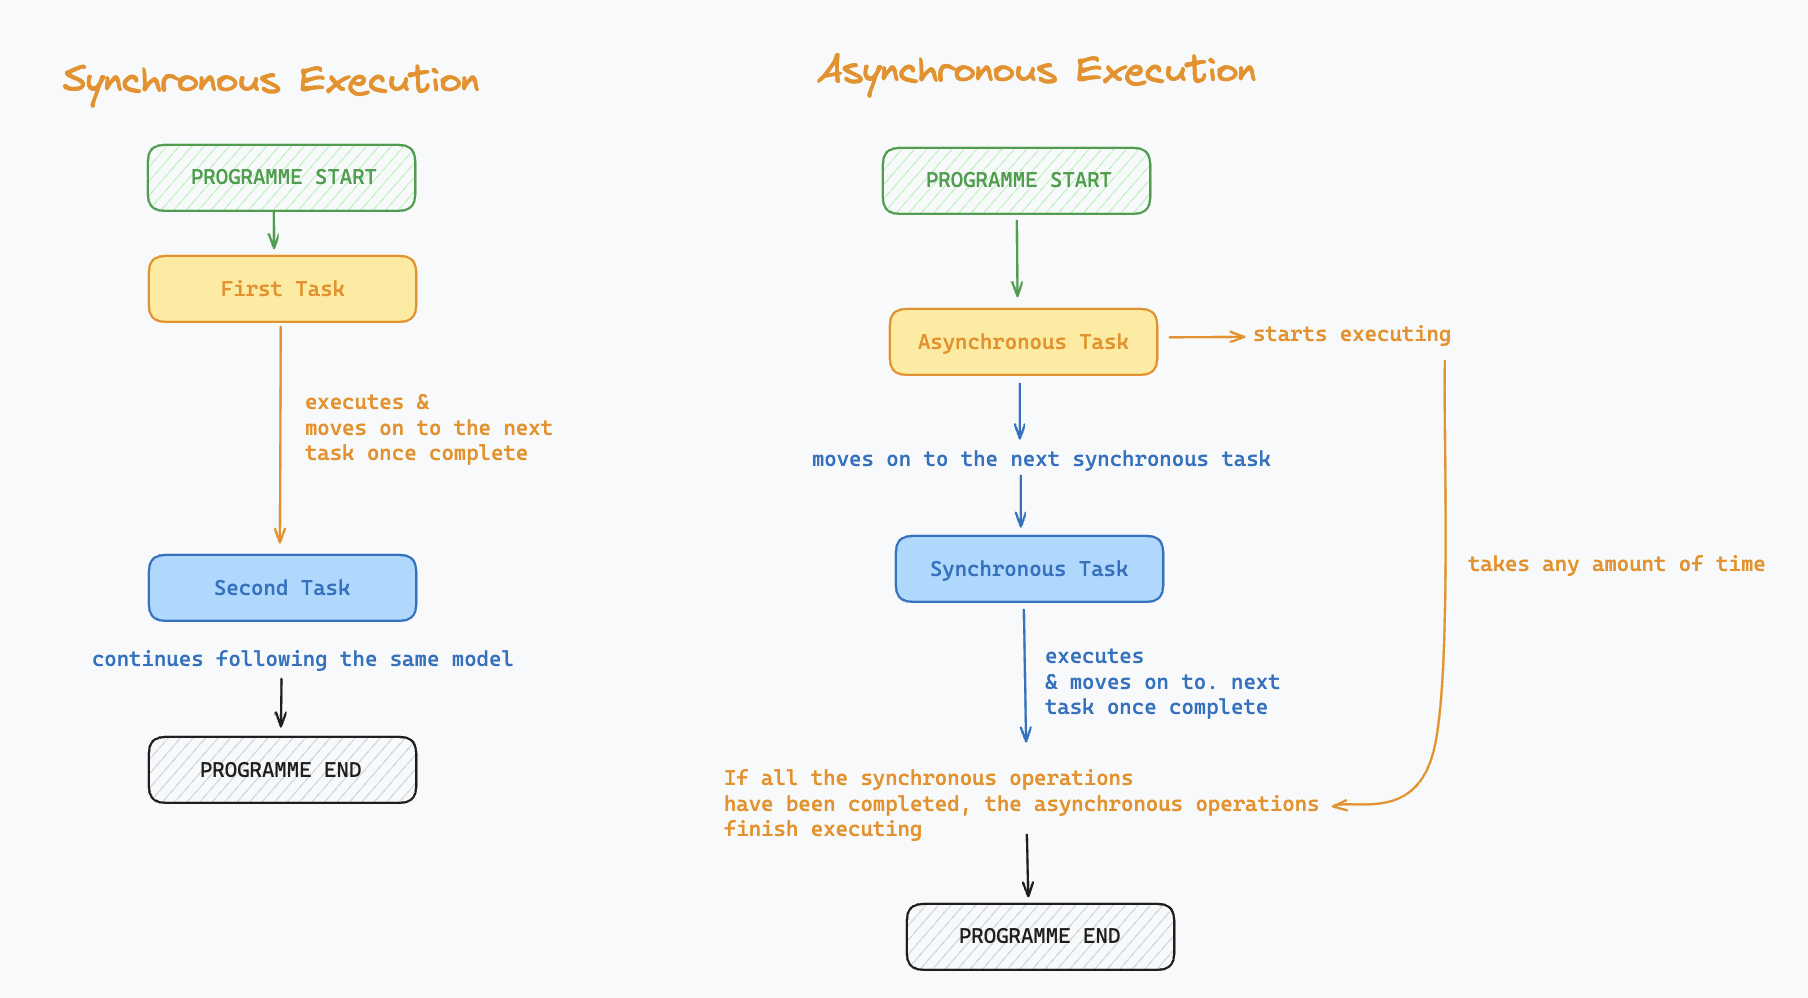 Synchronous Execution
PROGRAMME START
First Task
executes &
moves on to the next
task once complete
Second Task
continues following the same model
PROGRAMME END
Asynchronous Execution
PROGRAMME START
Asynchronous Task
starts executing
moves on to the next synchronous task
Synchronous Task
takes any amount of time
executes
& moves on to. next
task once complete
If all the synchronous operations
have been completed, the asynchronous operations
finish executing
PROGRAMME END